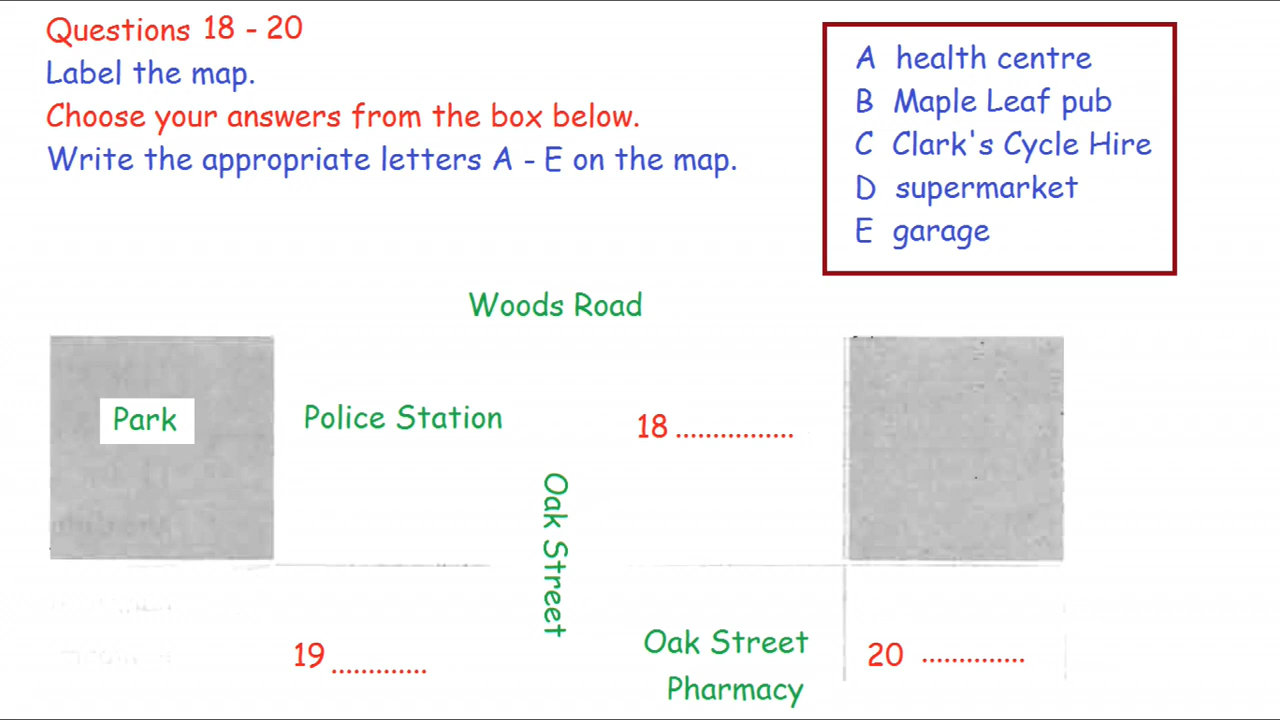 Questions 18 - 20
Label the map.
Choose your answers from the box below.
Write the appropriate letters A - E on the map.
A health centre
B Maple Leaf pub
C Clark's Cycle Hire
D supermarket
E garage
Woods Road
Park
Police Station
18 ................
Oak Street
19 .............
Oak Street
Pharmacy
20 ..............